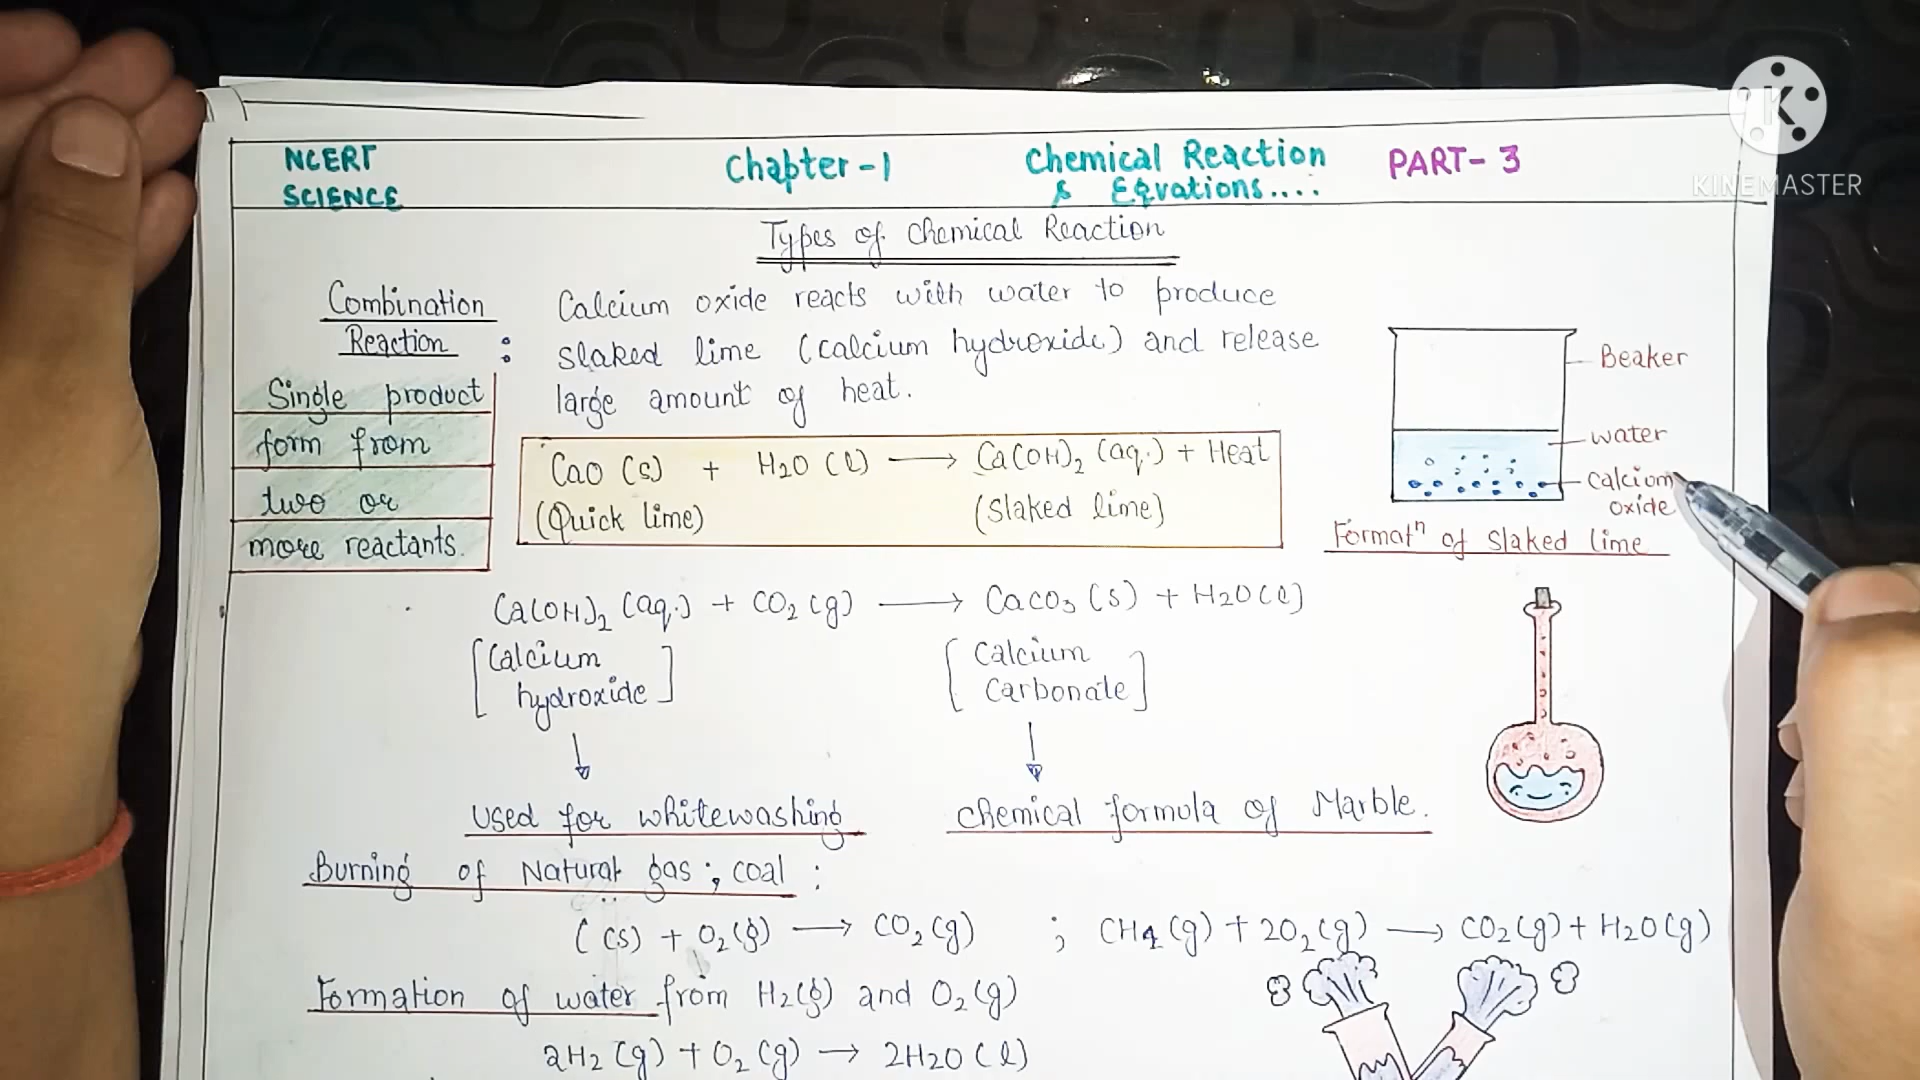 NCERT SCIENCE
Chapter-1
Chemical Reaction & Eqvations....
PART-3
KINEMASTER
Types of Chemical Reaction
Combination Reaction :
Calcium oxide reacts with water to produce
slaked lime (calcium hydroxide) and release
large amount of heat.
Single product
form from
two or
more reactants.
CaO (s) + H2O (l) ⟶ Ca(OH)2 (aq.) + Heat
(Quick lime) (Slaked lime)
Beaker
water
Calcium
oxide
Formatⁿ of Slaked lime
Ca(OH)2 (aq.) + CO2 (g) ⟶ CaCO3 (s) + H2O (l)
[Calcium hydroxide] [Calcium Carbonate]
Used for whitewashing
Chemical formula of Marble.
Burning of Natural gas ; coal :
C (s) + O2 (g) ⟶ CO2 (g) ; CH4 (g) + 2O2 (g) ⟶ CO2 (g) + H2O (g)
Formation of water from H2(g) and O2(g)
2H2 (g) + O2 (g) → 2H2O (l)